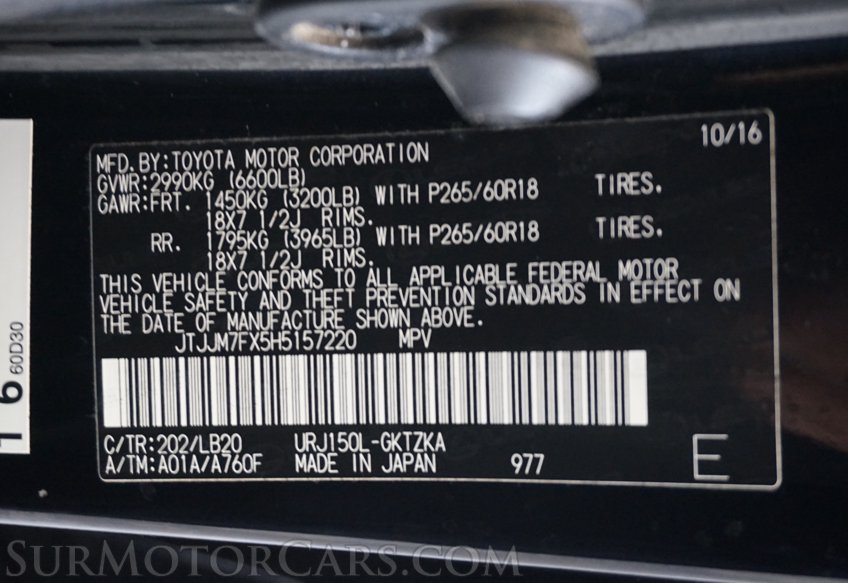 10/16
MFD. BY: TOYOTA MOTOR CORPORATION
GVWR: 2990KG (6600LB)
GAWR: FRT. 1450KG (3200LB) WITH P265/60R18 TIRES.
18X7 1/2J RIMS.
RR. 1795KG (3965LB) WITH P265/60R18 TIRES.
18X7 1/2J RIMS.
THIS VEHICLE CONFORMS TO ALL APPLICABLE FEDERAL MOTOR
VEHICLE SAFETY AND THEFT PREVENTION STANDARDS IN EFFECT ON
THE DATE OF MANUFACTURE SHOWN ABOVE.
JTJJM7FX5H5157220 MPV
C/TR: 202/LB20 URJ150L-GKTZKA
A/TM: A01A/A760F MADE IN JAPAN 977 E
60D30
SURMOTORCARS.COM